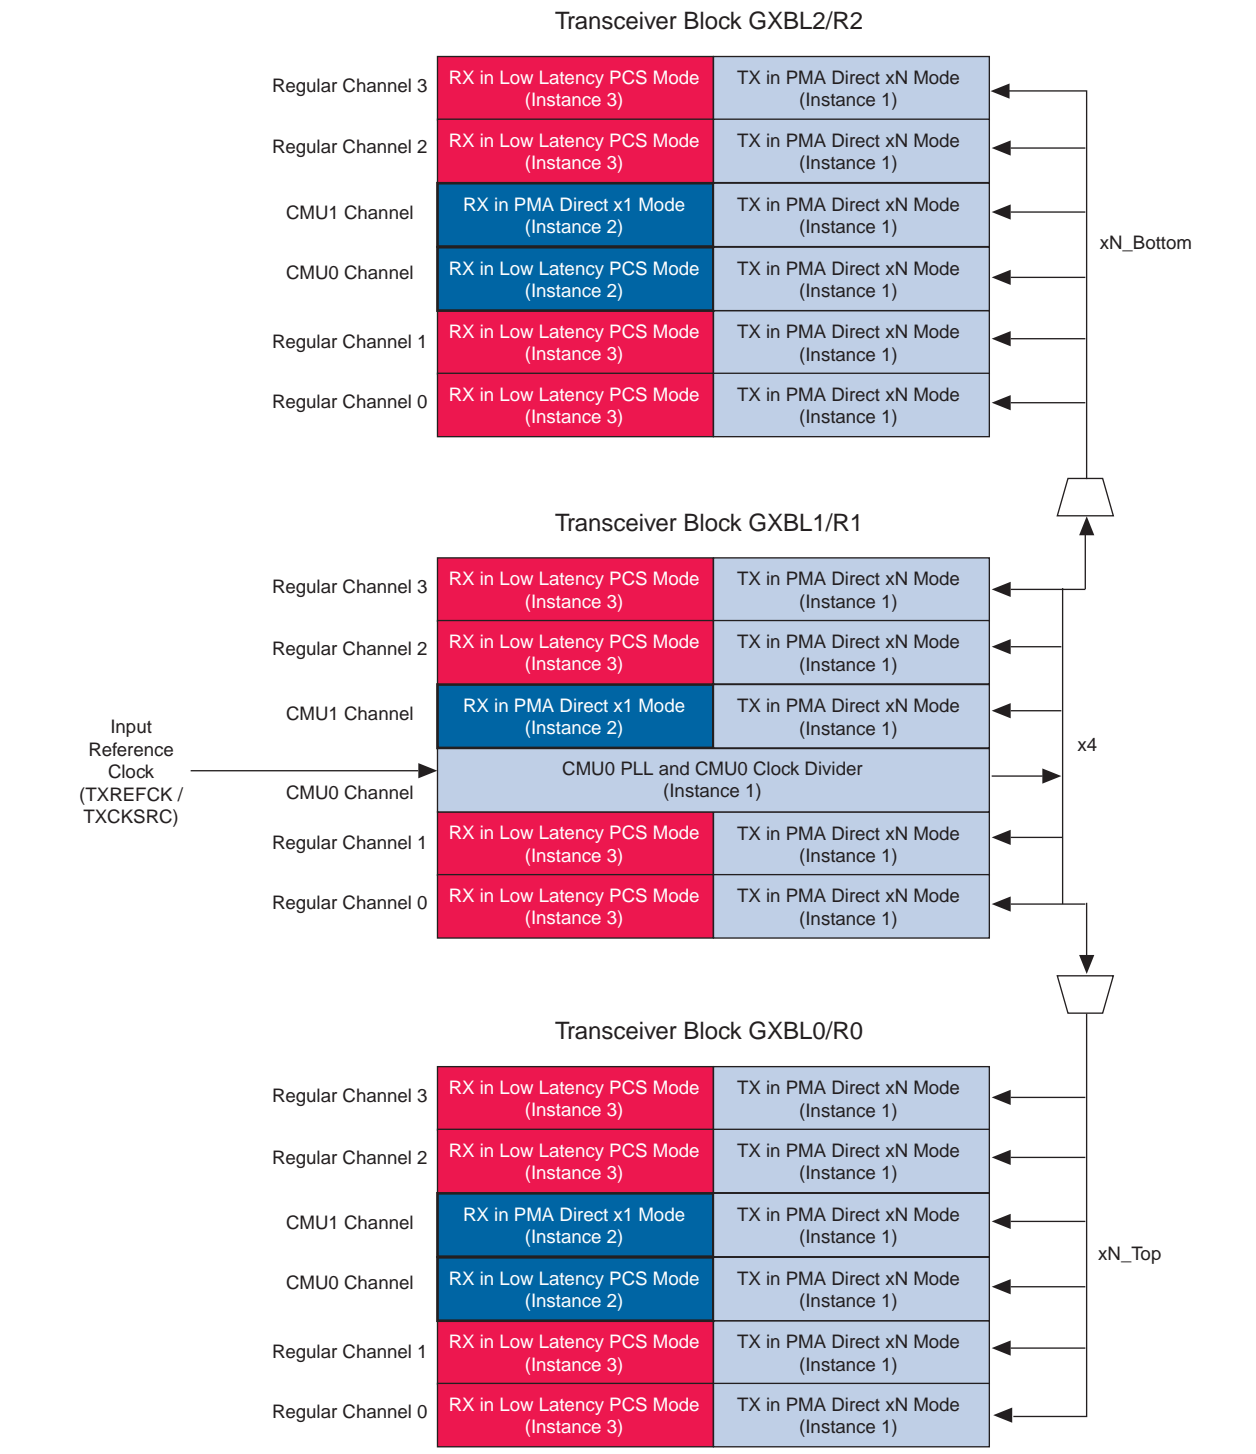 Transceiver Block GXBL2/R2
Regular Channel 3
RX in Low Latency PCS Mode
(Instance 3)
TX in PMA Direct xN Mode
(Instance 1)
Regular Channel 2
RX in Low Latency PCS Mode
(Instance 3)
TX in PMA Direct xN Mode
(Instance 1)
CMU1 Channel
RX in PMA Direct x1 Mode
(Instance 2)
TX in PMA Direct xN Mode
(Instance 1)
xN_Bottom
CMU0 Channel
RX in Low Latency PCS Mode
(Instance 2)
TX in PMA Direct xN Mode
(Instance 1)
Regular Channel 1
RX in Low Latency PCS Mode
(Instance 3)
TX in PMA Direct xN Mode
(Instance 1)
Regular Channel 0
RX in Low Latency PCS Mode
(Instance 3)
TX in PMA Direct xN Mode
(Instance 1)
Transceiver Block GXBL1/R1
Regular Channel 3
RX in Low Latency PCS Mode
(Instance 3)
TX in PMA Direct xN Mode
(Instance 1)
Regular Channel 2
RX in Low Latency PCS Mode
(Instance 3)
TX in PMA Direct xN Mode
(Instance 1)
CMU1 Channel
RX in PMA Direct x1 Mode
(Instance 2)
TX in PMA Direct xN Mode
(Instance 1)
x4
Input
Reference
Clock
(TXREFCK /
TXCKSRC)
CMU0 Channel
CMU0 PLL and CMU0 Clock Divider
(Instance 1)
Regular Channel 1
RX in Low Latency PCS Mode
(Instance 3)
TX in PMA Direct xN Mode
(Instance 1)
Regular Channel 0
RX in Low Latency PCS Mode
(Instance 3)
TX in PMA Direct xN Mode
(Instance 1)
Transceiver Block GXBL0/R0
Regular Channel 3
RX in Low Latency PCS Mode
(Instance 3)
TX in PMA Direct xN Mode
(Instance 1)
Regular Channel 2
RX in Low Latency PCS Mode
(Instance 3)
TX in PMA Direct xN Mode
(Instance 1)
CMU1 Channel
RX in PMA Direct x1 Mode
(Instance 2)
TX in PMA Direct xN Mode
(Instance 1)
xN_Top
CMU0 Channel
RX in Low Latency PCS Mode
(Instance 2)
TX in PMA Direct xN Mode
(Instance 1)
Regular Channel 1
RX in Low Latency PCS Mode
(Instance 3)
TX in PMA Direct xN Mode
(Instance 1)
Regular Channel 0
RX in Low Latency PCS Mode
(Instance 3)
TX in PMA Direct xN Mode
(Instance 1)